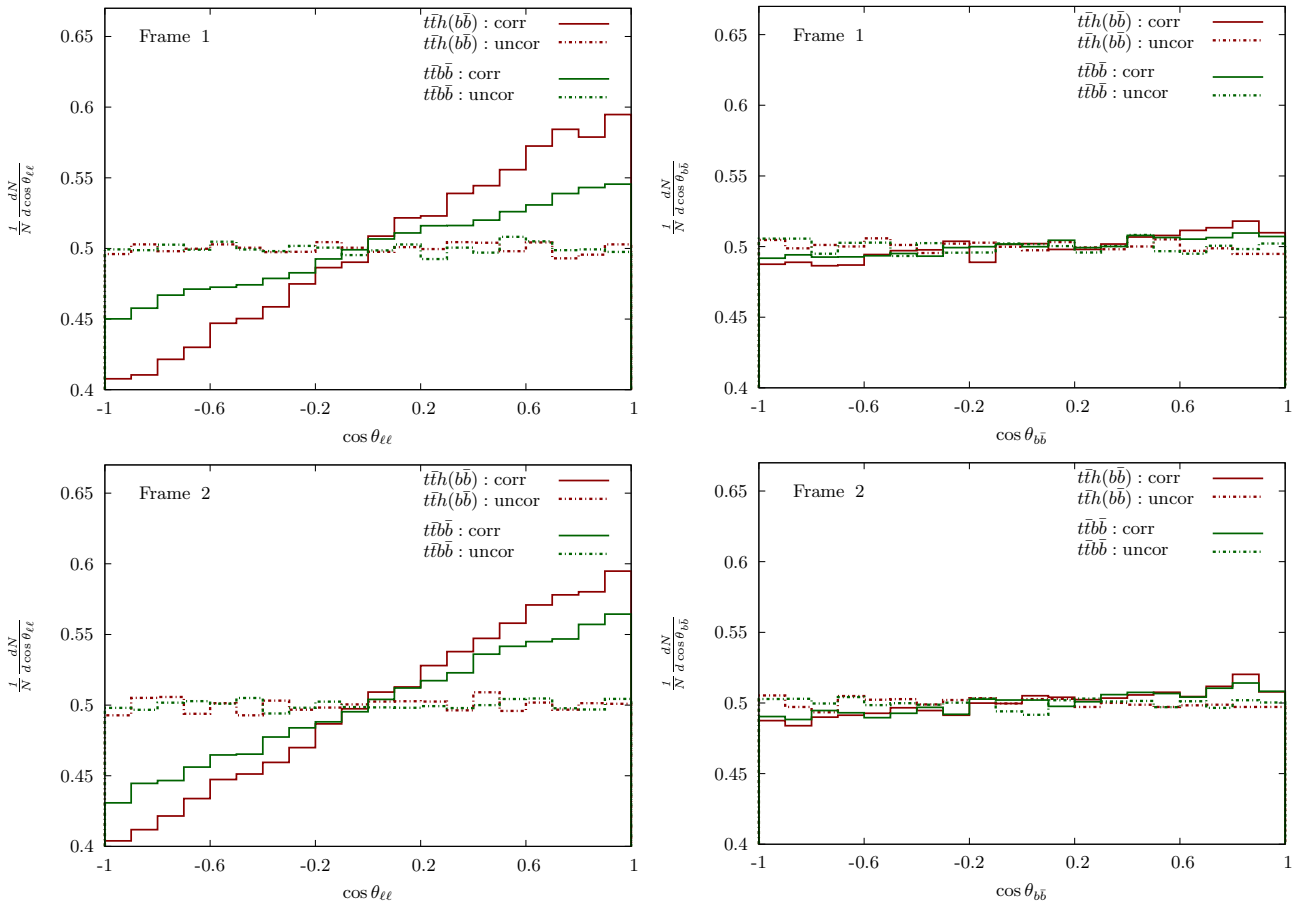 0.65
0.6
0.55
0.5
0.45
0.4
-1 -0.6 -0.2 0.2 0.6 1
cos θℓℓ
1/N dN/d cos θℓℓ
Frame 1
tt̄h(bb̄) : corr
tt̄h(bb̄) : uncor
tt̄bb̄ : corr
tt̄bb̄ : uncor
0.65
0.6
0.55
0.5
0.45
0.4
-1 -0.6 -0.2 0.2 0.6 1
cos θbb̄
1/N dN/d cos θbb̄
Frame 1
tt̄h(bb̄) : corr
tt̄h(bb̄) : uncor
tt̄bb̄ : corr
tt̄bb̄ : uncor
0.65
0.6
0.55
0.5
0.45
0.4
-1 -0.6 -0.2 0.2 0.6 1
cos θℓℓ
1/N dN/d cos θℓℓ
Frame 2
tt̄h(bb̄) : corr
tt̄h(bb̄) : uncor
tt̄bb̄ : corr
tt̄bb̄ : uncor
0.65
0.6
0.55
0.5
0.45
0.4
-1 -0.6 -0.2 0.2 0.6 1
cos θbb̄
1/N dN/d cos θbb̄
Frame 2
tt̄h(bb̄) : corr
tt̄h(bb̄) : uncor
tt̄bb̄ : corr
tt̄bb̄ : uncor